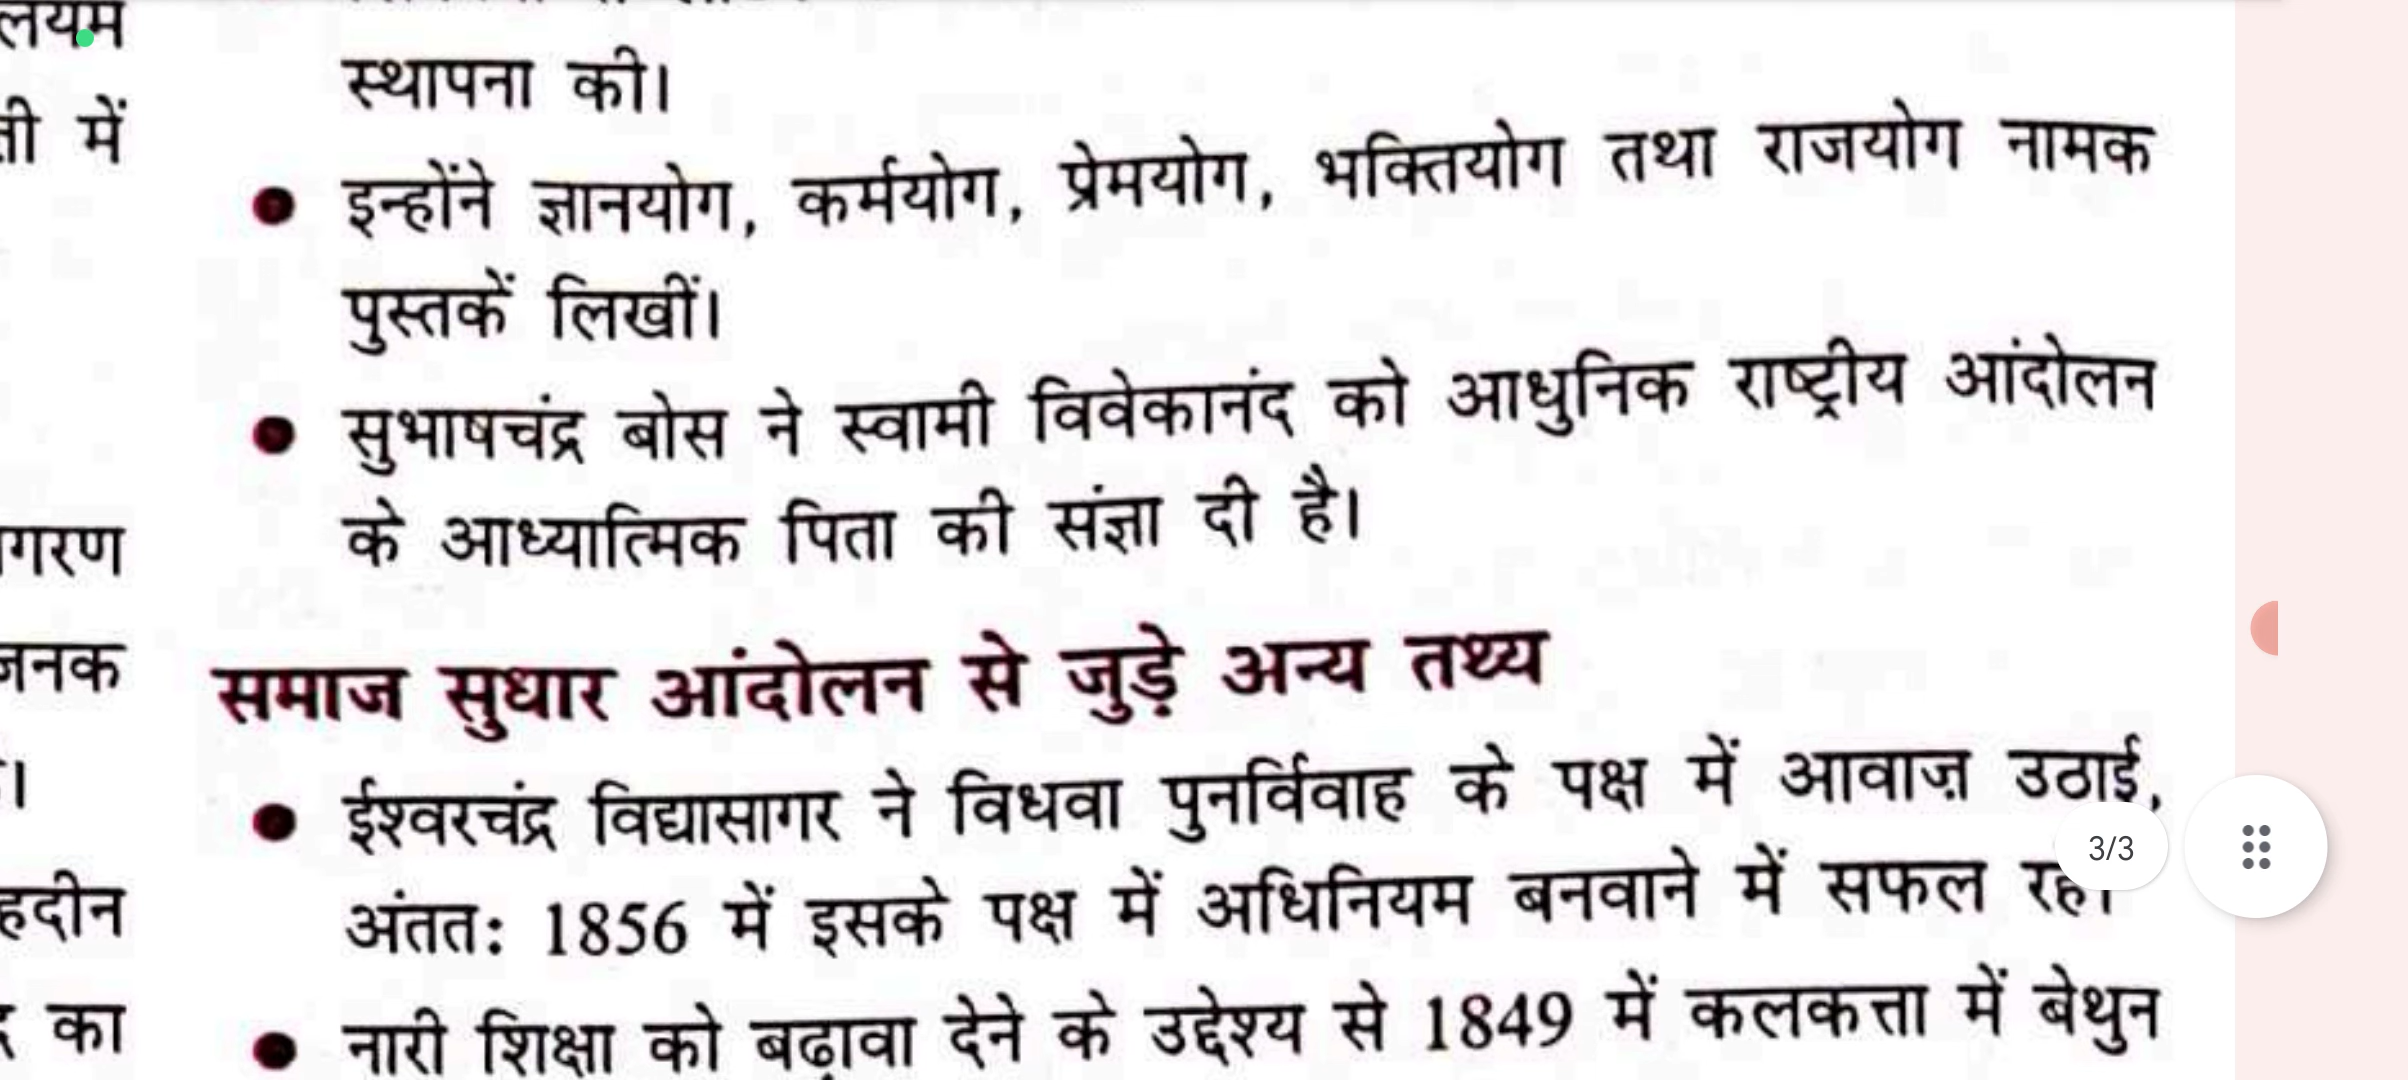 में
स्थापना की।
• इन्होंने ज्ञानयोग, कर्मयोग, प्रेमयोग, भक्तियोग तथा राजयोग नामक
पुस्तकें लिखीं।
• सुभाषचंद्र बोस ने स्वामी विवेकानंद को आधुनिक राष्ट्रीय आंदोलन
के आध्यात्मिक पिता की संज्ञा दी है।
समाज सुधार आंदोलन से जुड़े अन्य तथ्य
• ईश्वरचंद्र विद्यासागर ने विधवा पुनर्विवाह के पक्ष में आवाज़ उठाई,
अंततः 1856 में इसके पक्ष में अधिनियम बनवाने में सफल
• नारी शिक्षा को बढ़ावा देने के उद्देश्य से 1849 में कलकत्ता में बेथुन
का
3/3